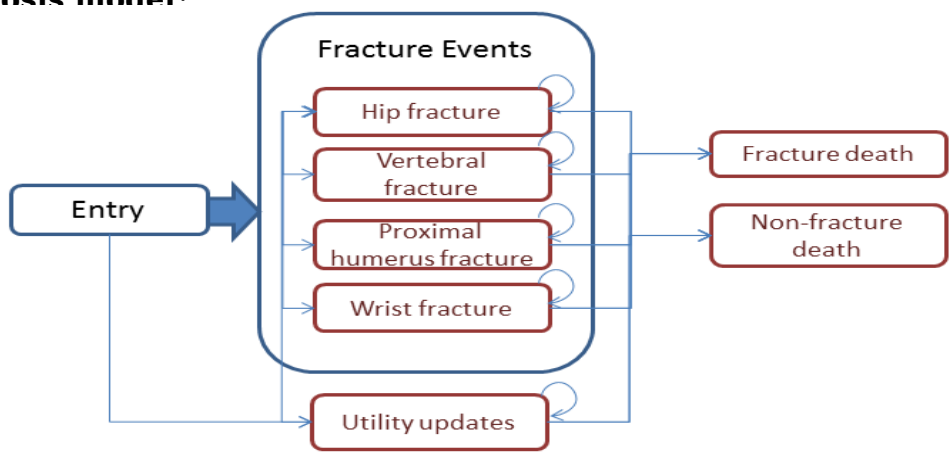 model
Fracture Events
Hip fracture
Vertebral
fracture
Proximal
humerus fracture
Wrist fracture
Entry
Utility updates
Fracture death
Non-fracture
death